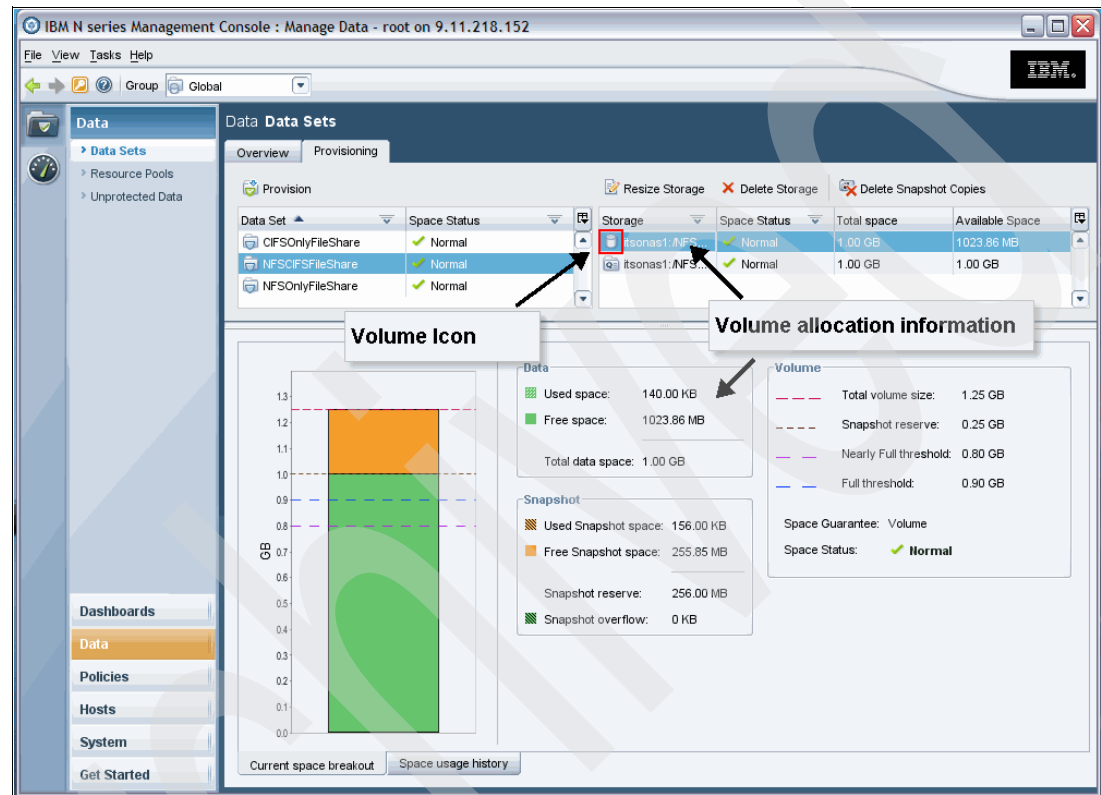 IBM N series Management Console : Manage Data - root on 9.11.218.152
File View Tasks Help
IBM.
Group Global
Data
Data Data Sets
> Data Sets
Overview Provisioning
> Resource Pools
> Unprotected Data
Provision
Resize Storage Delete Storage Delete Snapshot Copies
Data Set Space Status
Storage Space Status Total space Available Space
CIFSOnlyFileShare Normal
itsonas1:/NFS... Normal 1.00 GB 1023.86 MB
NFSCIFSFileShare Normal
itsonas1:/NFS... Normal 1.00 GB 1.00 GB
NFSOnlyFileShare Normal
Volume Icon
Volume allocation information
GB
1.3
1.2
1.1
1.0
0.9
0.8
0.7
0.6
0.5
0.4
0.3
0.2
0.1
0.0
Data
Used space: 140.00 KB
Free space: 1023.86 MB
Total data space: 1.00 GB
Snapshot
Used Snapshot space: 156.00 KB
Free Snapshot space: 255.85 MB
Snapshot reserve: 256.00 MB
Snapshot overflow: 0 KB
Volume
Total volume size: 1.25 GB
Snapshot reserve: 0.25 GB
Nearly Full threshold: 0.80 GB
Full threshold: 0.90 GB
Space Guarantee: Volume
Space Status: Normal
Dashboards
Data
Policies
Hosts
System
Get Started
Current space breakout Space usage history